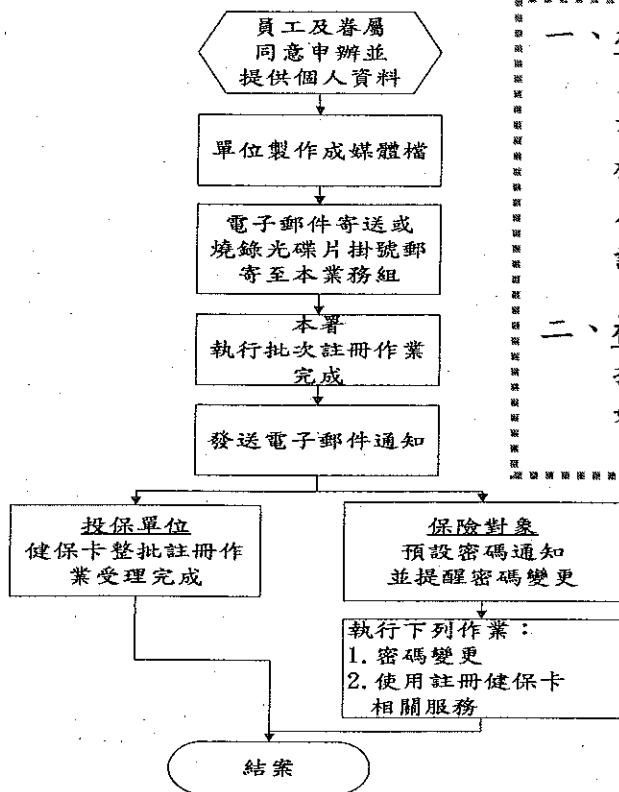 員工及眷屬
同意申辦並
提供個人資料
單位製作成媒體檔
電子郵件寄送或
燒錄光碟片掛號郵
寄至本業務組
本署
執行批次註冊作業
完成
發送電子郵件通知
投保單位
健保卡整批註冊作
業受理完成
保險對象
預設密碼通知
並提醒密碼變更
執行下列作業：
1. 密碼變更
2. 使用註冊健保卡
相關服務
結案
一、
二、